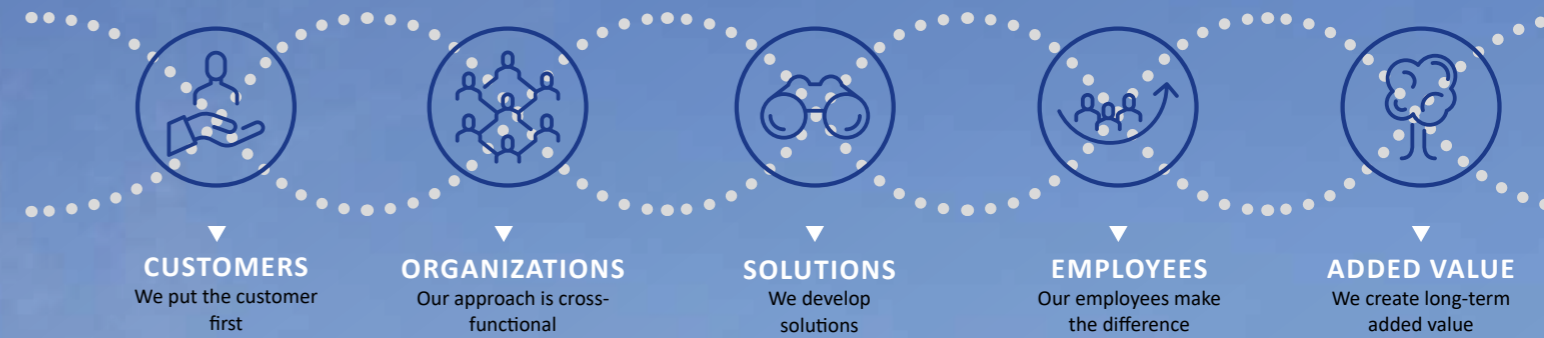 CUSTOMERS
We put the customer
first
ORGANIZATIONS
Our approach is cross-
functional
SOLUTIONS
We develop
solutions
EMPLOYEES
Our employees make
the difference
ADDED VALUE
We create long-term
added value